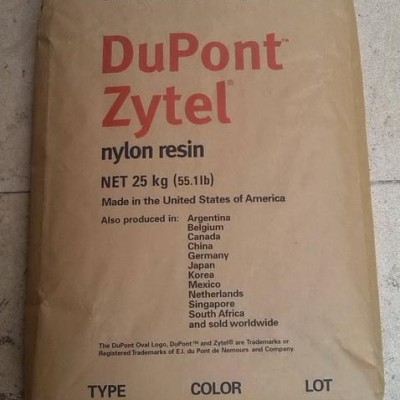 DuPont™
Zytel®
nylon resin
NET 25 kg (55.1lb)
Made in the United States of America
Also produced in: Argentina
Belgium
Canada
China
Germany
Japan
Korea
Mexico
Netherlands
Singapore
South Africa
and sold worldwide
The DuPont Oval Logo, DuPont™ and Zytel® are Trademarks or
Registered Trademarks of E.I. du Pont de Nemours and Company.
TYPE COLOR LOT